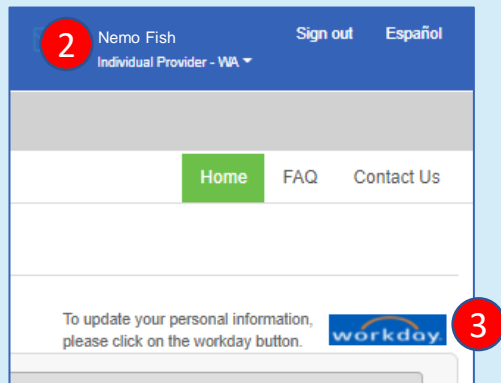 2
Nemo Fish
Sign out
Español
Individual Provider - WA
Home
FAQ
Contact Us
To update your personal information,
please click on the workday button.
workday.
3